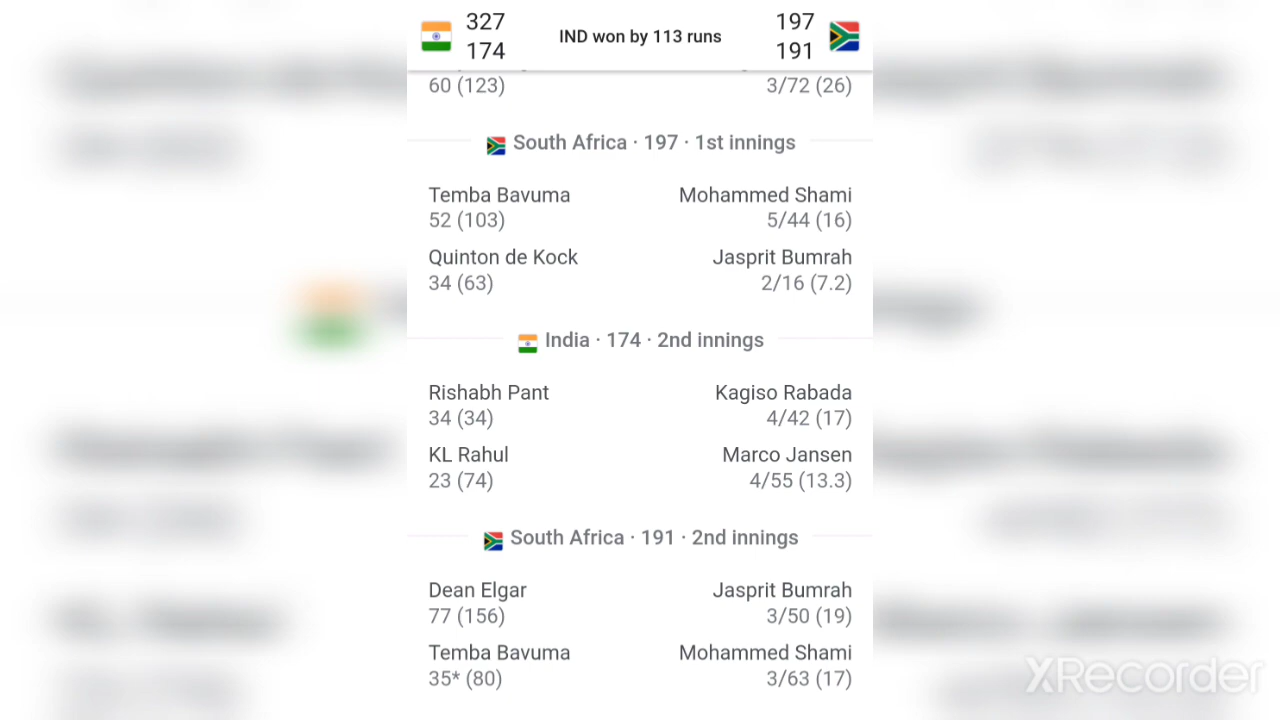 327
174
IND won by 113 runs
197
191
60 (123)
3/72 (26)
South Africa · 197 · 1st innings
Temba Bavuma
Mohammed Shami
52 (103)
5/44 (16)
Quinton de Kock
Jasprit Bumrah
34 (63)
2/16 (7.2)
India · 174 · 2nd innings
Rishabh Pant
Kagiso Rabada
34 (34)
4/42 (17)
KL Rahul
Marco Jansen
23 (74)
4/55 (13.3)
South Africa · 191 · 2nd innings
Dean Elgar
Jasprit Bumrah
77 (156)
3/50 (19)
Temba Bavuma
Mohammed Shami
35* (80)
3/63 (17)
XRecorder